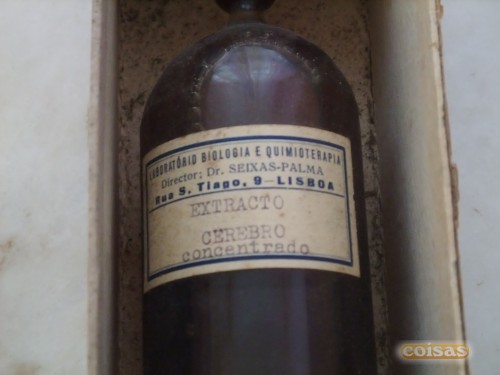 LABORATÓRIO BIOLOGIA E QUIMIOTERAPIA
Director; Dr. SEIXAS-PALMA
Rua S. Tiago, 9 — LISBOA
EXTRACTO
CEREBRO
concentrado
coisas